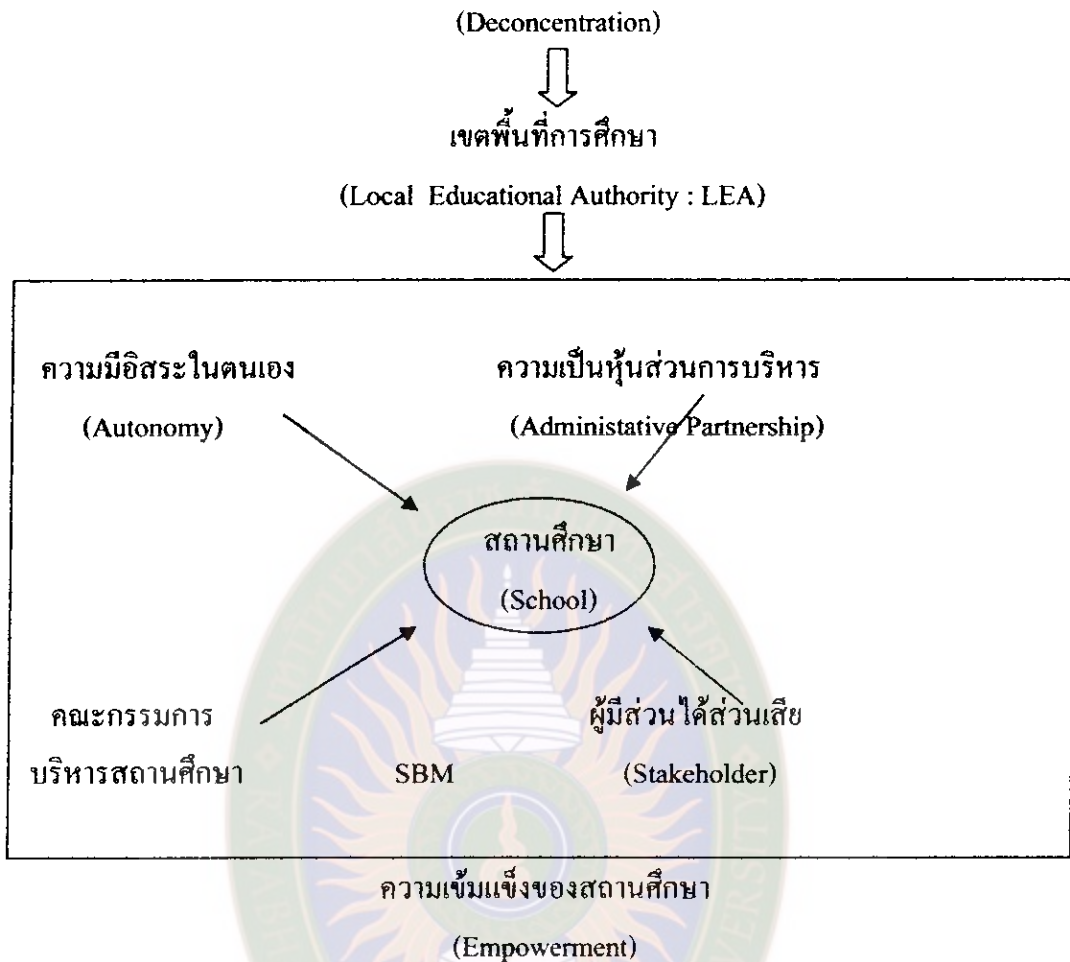 (Deconcentration)
เขตพื้นที่การศึกษา
(Local Educational Authority : LEA)
ความมีอิสระในตนเอง
(Autonomy)
ความเป็นหุ้นส่วนการบริหาร
(Administative Partnership)
สถานศึกษา
(School)
คณะกรรมการ
บริหารสถานศึกษา
SBM
ผู้มีส่วนได้ส่วนเสีย
(Stakeholder)
ความเข้มแข็งของสถานศึกษา
(Empowerment)